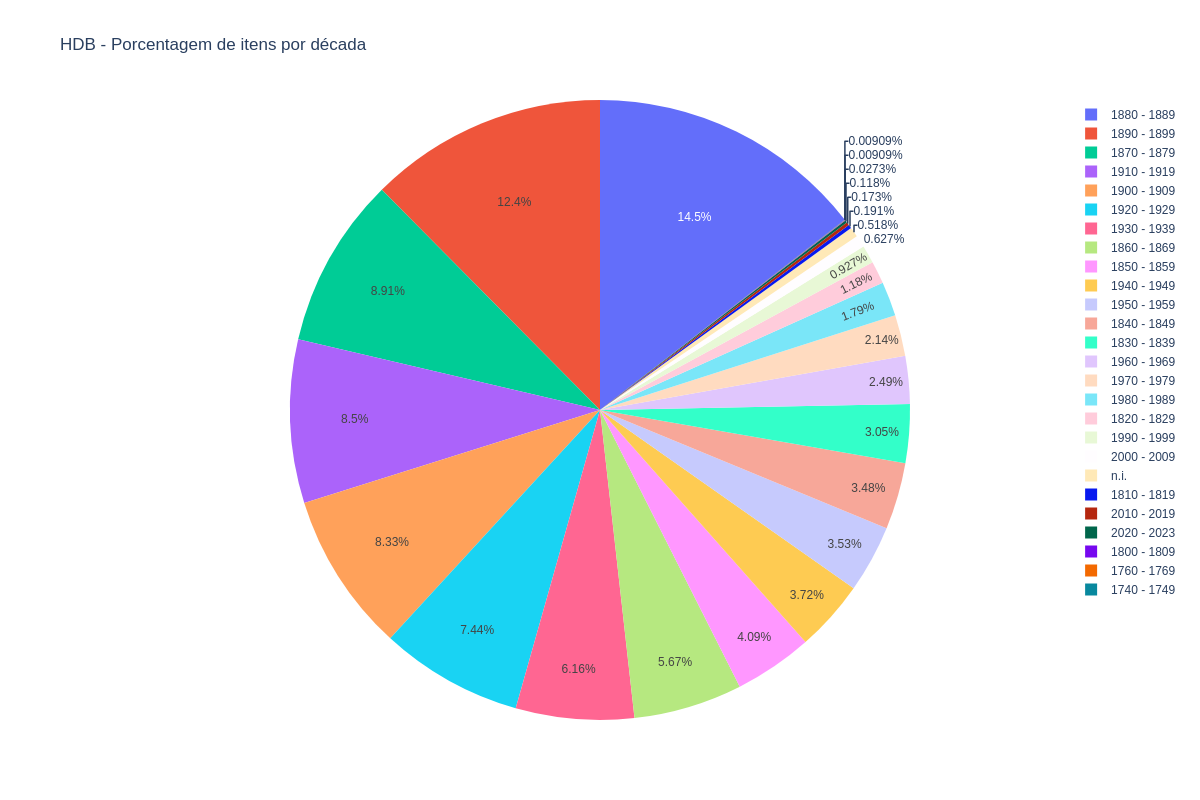 HDB - Porcentagem de itens por década
14.5%
12.4%
8.91%
8.5%
8.33%
7.44%
6.16%
5.67%
4.09%
3.72%
3.53%
3.48%
3.05%
2.49%
2.14%
1.79%
1.18%
0.927%
0.627%
0.518%
0.191%
0.173%
0.118%
0.0273%
0.00909%
0.00909%
1880 - 1889
1890 - 1899
1870 - 1879
1910 - 1919
1900 - 1909
1920 - 1929
1930 - 1939
1860 - 1869
1850 - 1859
1940 - 1949
1950 - 1959
1840 - 1849
1830 - 1839
1960 - 1969
1970 - 1979
1980 - 1989
1820 - 1829
1990 - 1999
2000 - 2009
n.i.
1810 - 1819
2010 - 2019
2020 - 2023
1800 - 1809
1760 - 1769
1740 - 1749